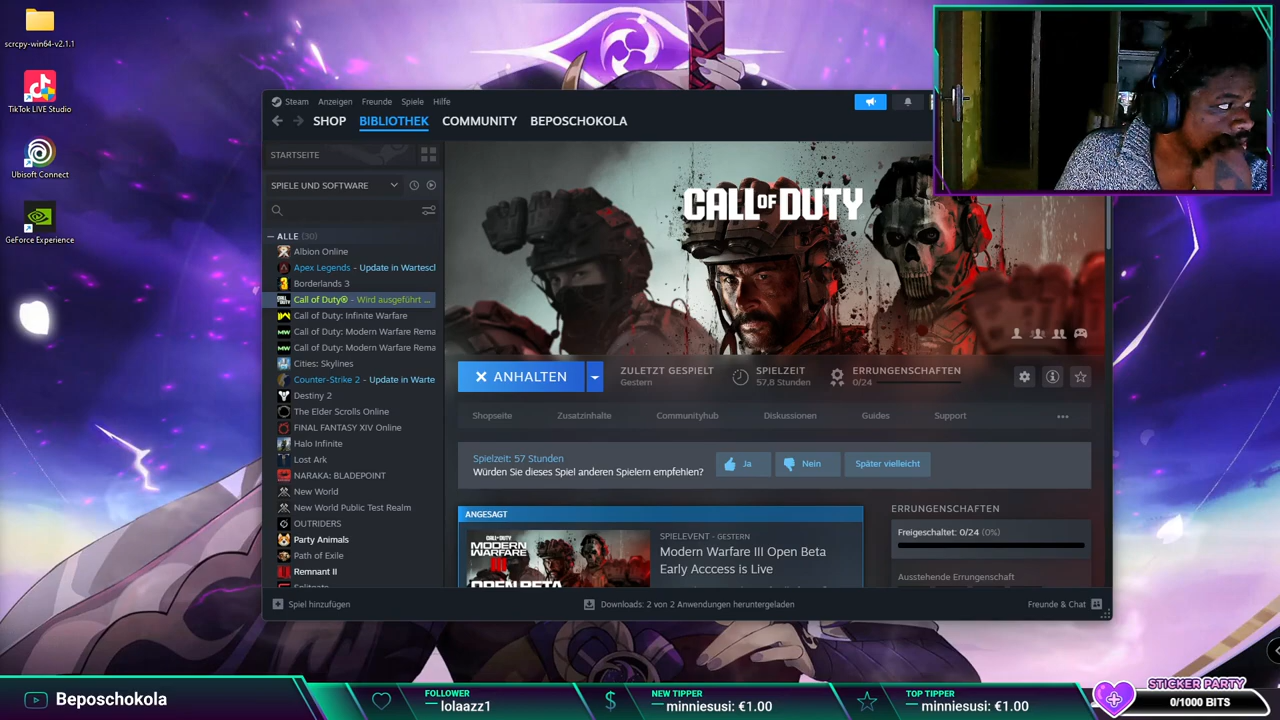 scrcpy-win64-v2.1.1
TikTok LIVE Studio
Ubisoft Connect
GeForce Experience
Steam Anzeigen Freunde Spiele Hilfe
SHOP BIBLIOTHEK COMMUNITY BEPOSCHOKOLA
STARTSEITE
SPIELE UND SOFTWARE
ALLE (30)
Albion Online
Apex Legends - Update in Wartescl
Borderlands 3
Call of Duty® - Wird ausgeführt ...
Call of Duty: Infinite Warfare
Call of Duty: Modern Warfare Rema
Call of Duty: Modern Warfare Rema
Cities: Skylines
Counter-Strike 2 - Update in Warte
Destiny 2
The Elder Scrolls Online
FINAL FANTASY XIV Online
Halo Infinite
Lost Ark
NARAKA: BLADEPOINT
New World
New World Public Test Realm
OUTRIDERS
Party Animals
Path of Exile
Remnant II
CALL OF DUTY
ANHALTEN
ZULETZT GESPIELT
Gestern
SPIELZEIT
57,8 Stunden
ERRUNGENSCHAFTEN
0/24
Shopseite Zusatzinhalte Communityhub Diskussionen Guides Support
Spielzeit: 57 Stunden
Würden Sie dieses Spiel anderen Spielern empfehlen?
Ja Nein Später vielleicht
ANGESAGT
CALL OF DUTY
MODERN
WARFARE
III
OPEN BETA
SPIELEVENT - GESTERN
Modern Warfare III Open Beta
Early Acccess is Live
ERRUNGENSCHAFTEN
Freigeschaltet: 0/24 (0%)
Ausstehende Errungenschaft
Spiel hinzufügen
Downloads: 2 von 2 Anwendungen heruntergeladen
Freunde & Chat
Beposchokola
FOLLOWER
lolaazz1
NEW TIPPER
minniesusi: €1.00
TOP TIPPER
minniesusi: €1.00
STICKER PARTY
0/1000 BITS